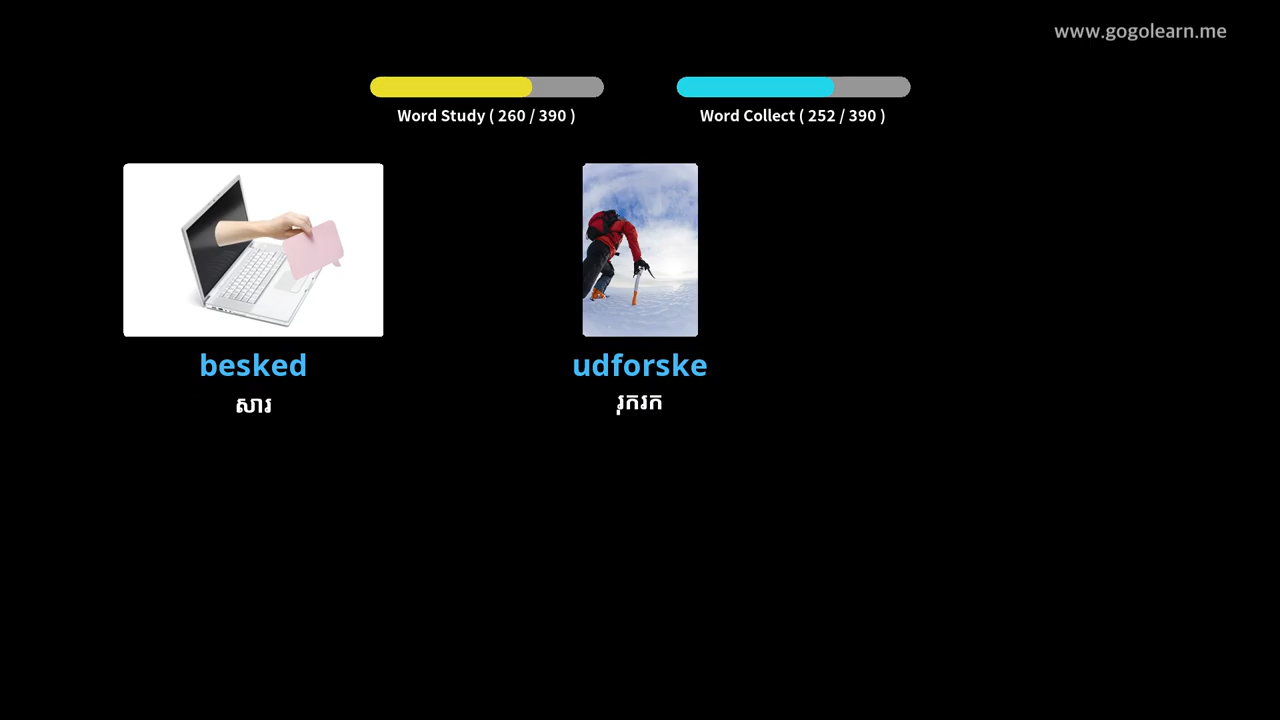 www.gogolearn.me
Word Study ( 260 / 390 )
Word Collect ( 252 / 390 )
besked
សារ
udforske
រុករក